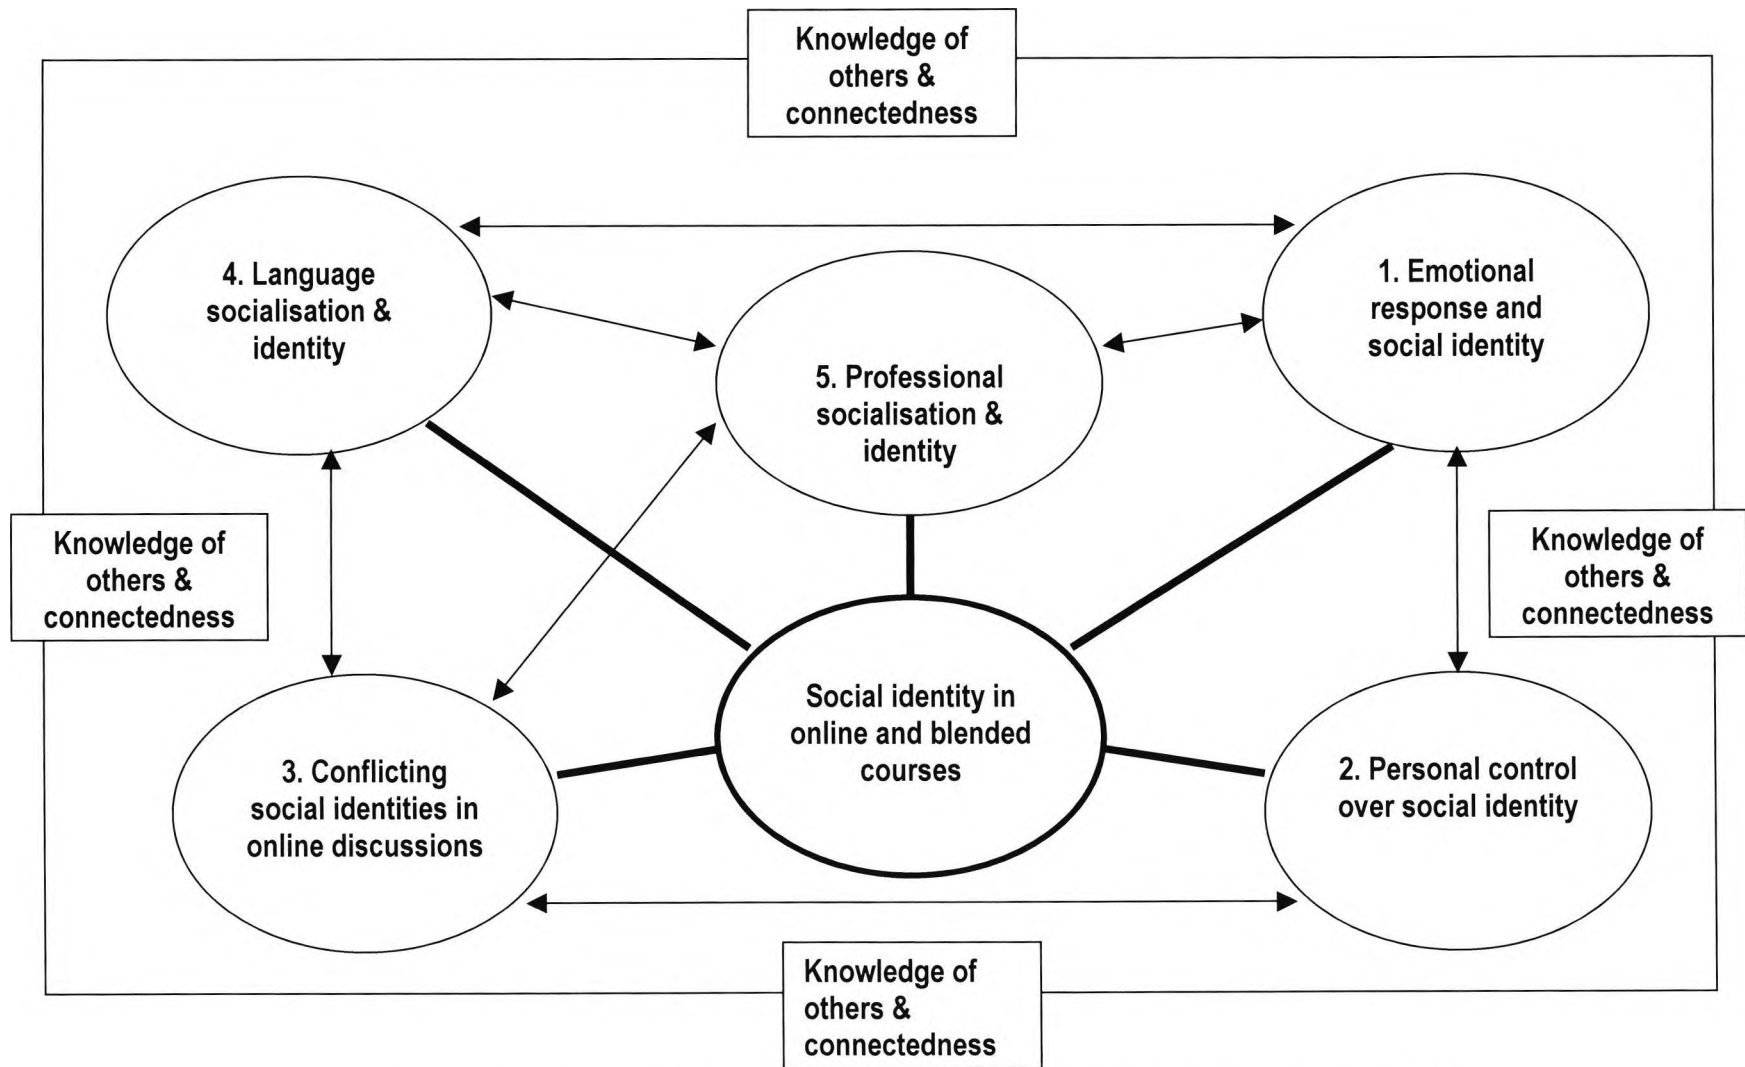 Knowledge of
others &
connectedness
4. Language
socialisation &
identity
1. Emotional
response and
social identity
5. Professional
socialisation &
identity
Knowledge of
others &
connectedness
Knowledge of
others &
connectedness
Social identity in
online and blended
courses
3. Conflicting
social identities in
online discussions
2. Personal control
over social identity
Knowledge of
others &
connectedness